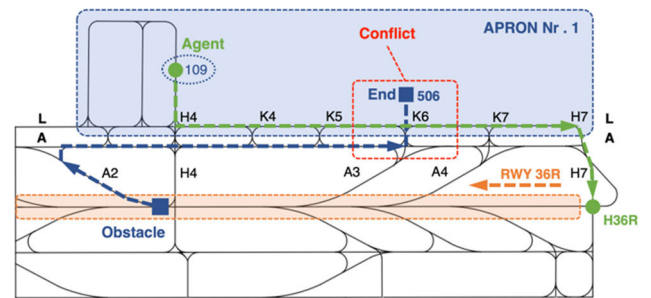 APRON Nr . 1
Conflict
Agent
109
End 506
L
H4
K4
K5
K6
K7
H7
L
A
A
A2
H4
A3
A4
RWY 36R
H7
Obstacle
H36R